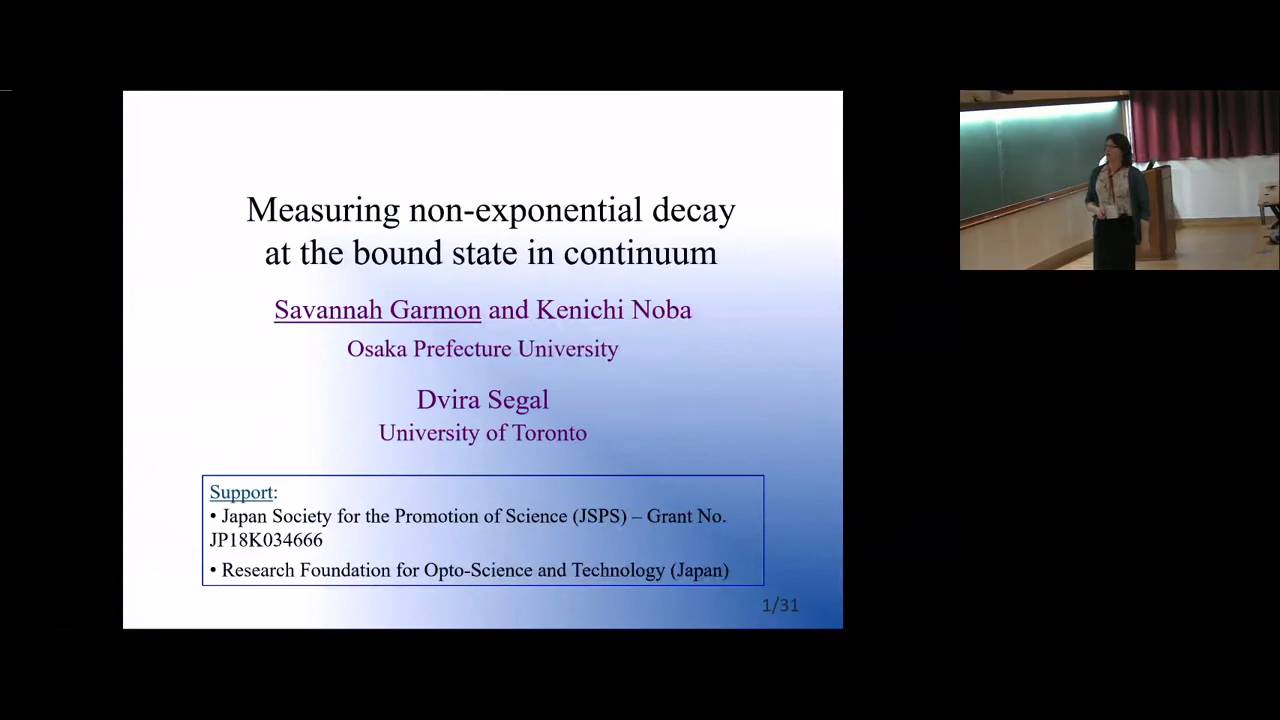 Measuring non-exponential decay
at the bound state in continuum
Savannah Garmon and Kenichi Noba
Osaka Prefecture University
Dvira Segal
University of Toronto
Support:
• Japan Society for the Promotion of Science (JSPS) – Grant No.
JP18K034666
• Research Foundation for Opto-Science and Technology (Japan)
1/31